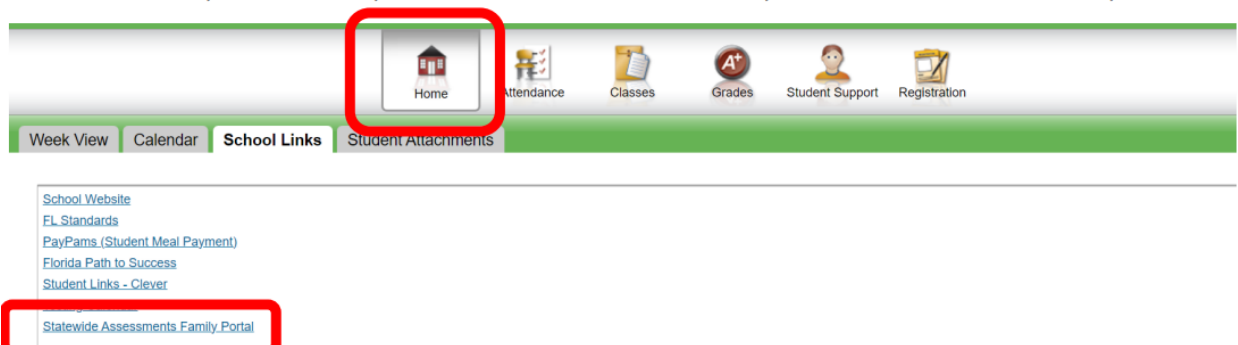 Home
Attendance
Classes
A+
Grades
Student Support
Registration
Week View
Calendar
School Links
Student Attachments
School Website
FL Standards
PayPams (Student Meal Payment)
Florida Path to Success
Student Links - Clever
Statewide Assessments Family Portal